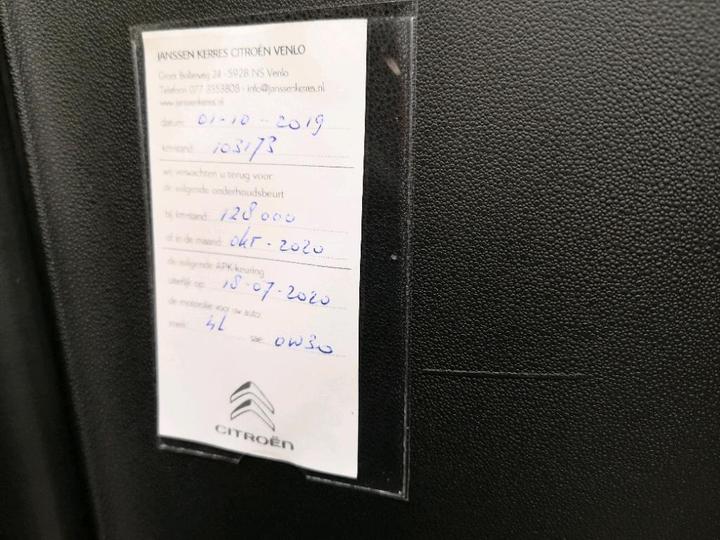 JANSSEN KERRES CITROËN VENLO
Groot Bollerweg 24 - 5928 NS Venlo
Telefoon 077 3553808 - info@janssenkerres.nl
www.janssenkerres.nl
datum: 01-10-2019
km-stand: 103173
wij verwachten u terug voor
de volgende onderhoudsbeurt
bij km-stand: 128000
of in de maand: okt-2020
de volgende APK-keuring
uiterlijk op: 18-07-2020
de motorolie voor uw auto:
merk: 4L sae: 0W30
CITROËN